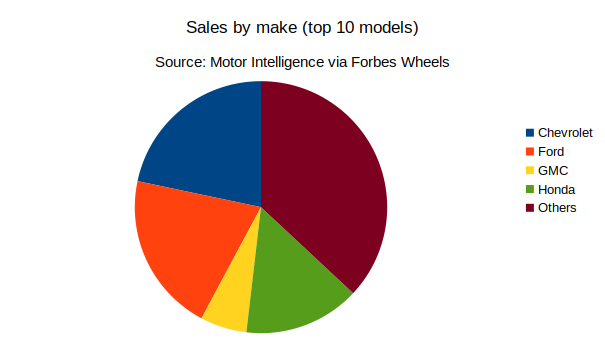 Sales by make (top 10 models)
Source: Motor Intelligence via Forbes Wheels
Chevrolet
Ford
GMC
Honda
Others